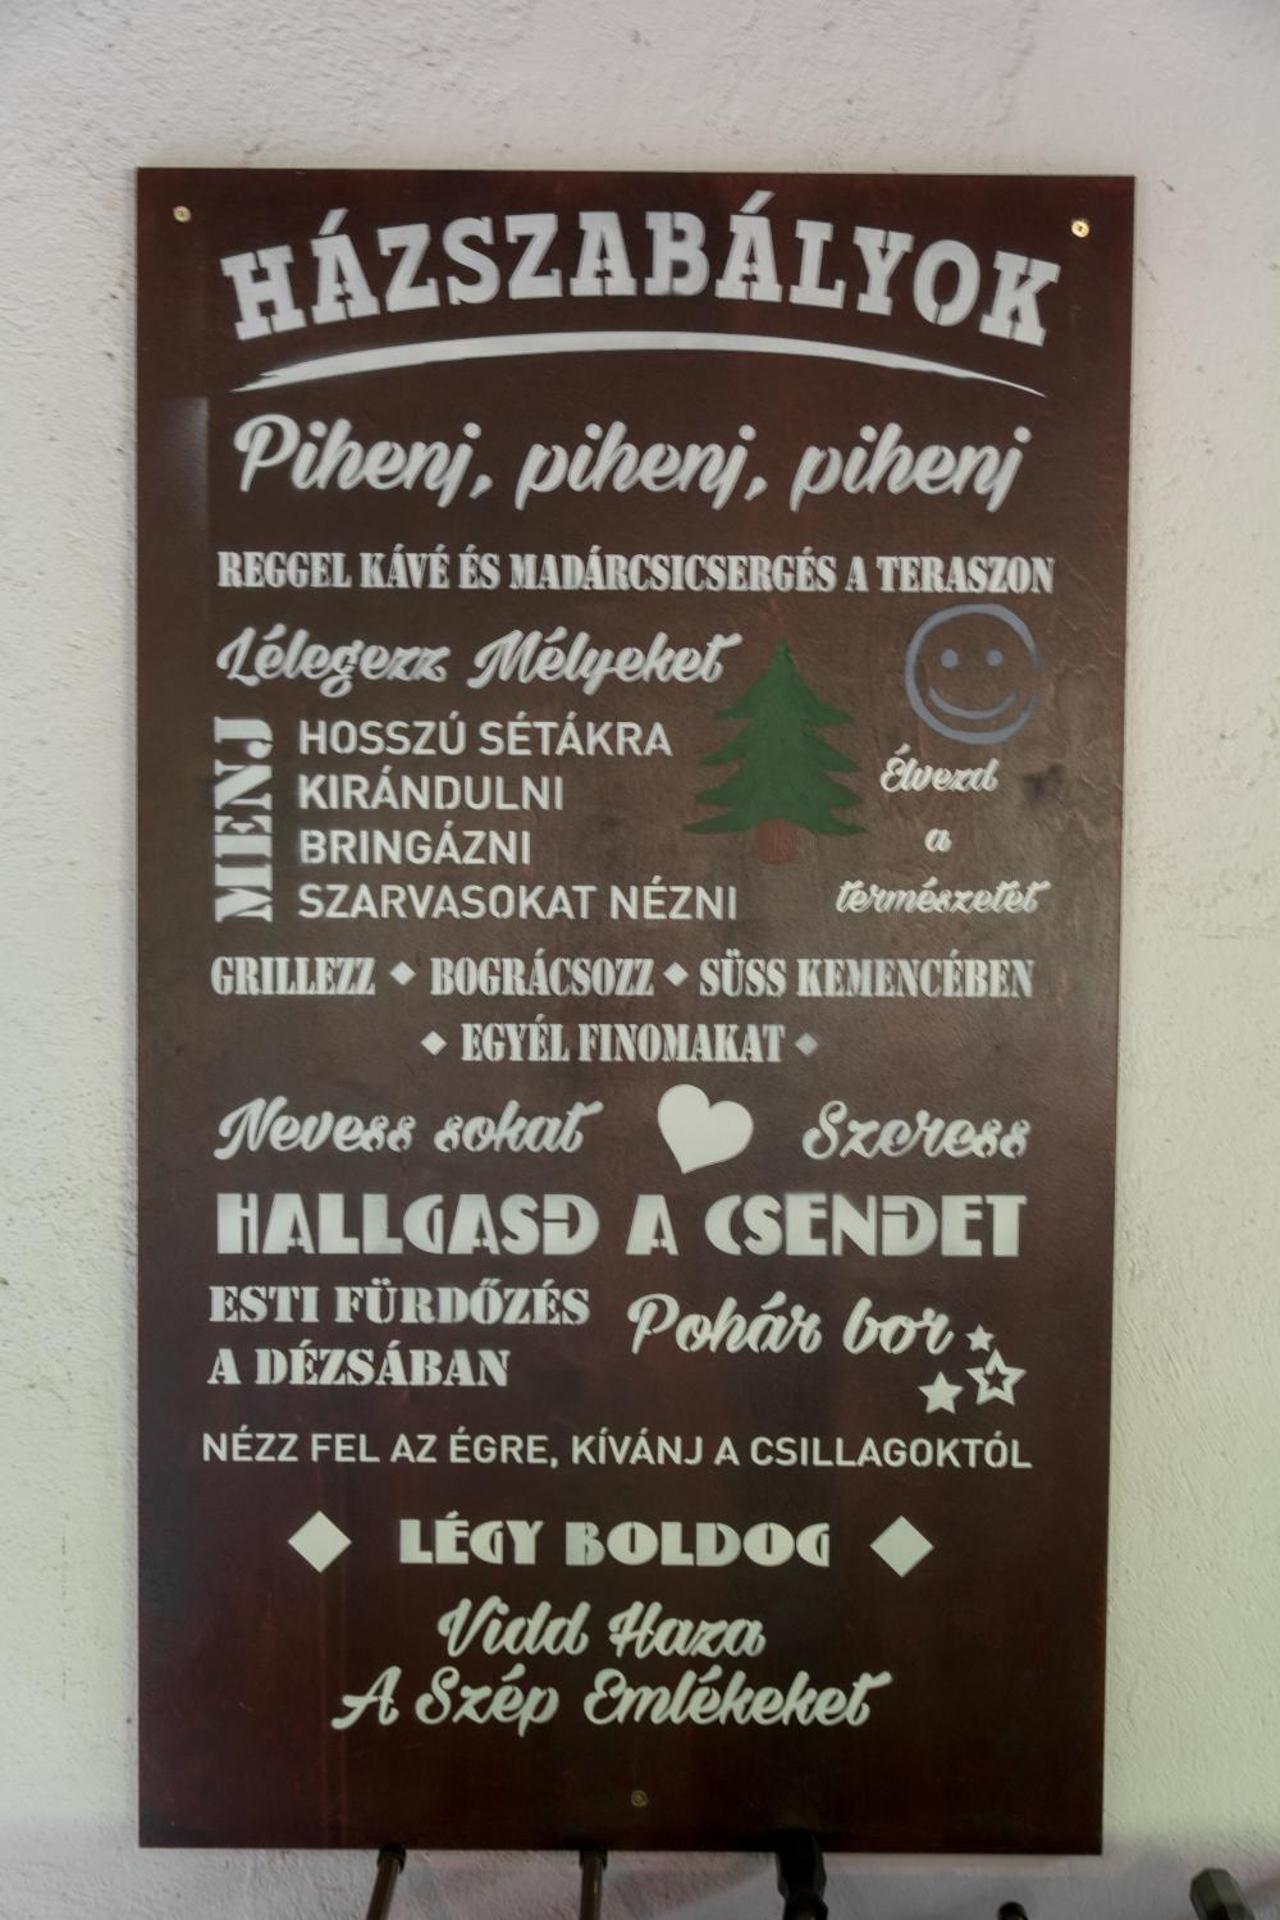 HÁZSZABÁLYOK
Pihenj, pihenj, pihenj
REGGEL KÁVÉ ÉS MADÁRCSICSERGÉS A TERASZON
Lélegezz Mélyeket
MENJ
HOSSZÚ SÉTÁKRA
KIRÁNDULNI
BRINGÁZNI
SZARVASOKAT NÉZNI
Élvezd
a
természetet
GRILLEZZ ◆ BOGRÁCSOZZ ◆ SÜSS KEMENCÉBEN
◆ EGYÉL FINOMAKAT ◆
Nevess sokat
Szeress
HALLGASD A CSENDET
ESTI FÜRDŐZÉS
A DÉZSÁBAN
Pohár bor
NÉZZ FEL AZ ÉGRE, KÍVÁNJ A CSILLAGOKTÓL
LÉGY BOLDOG
Vidd Haza
A Szép Emlékeket